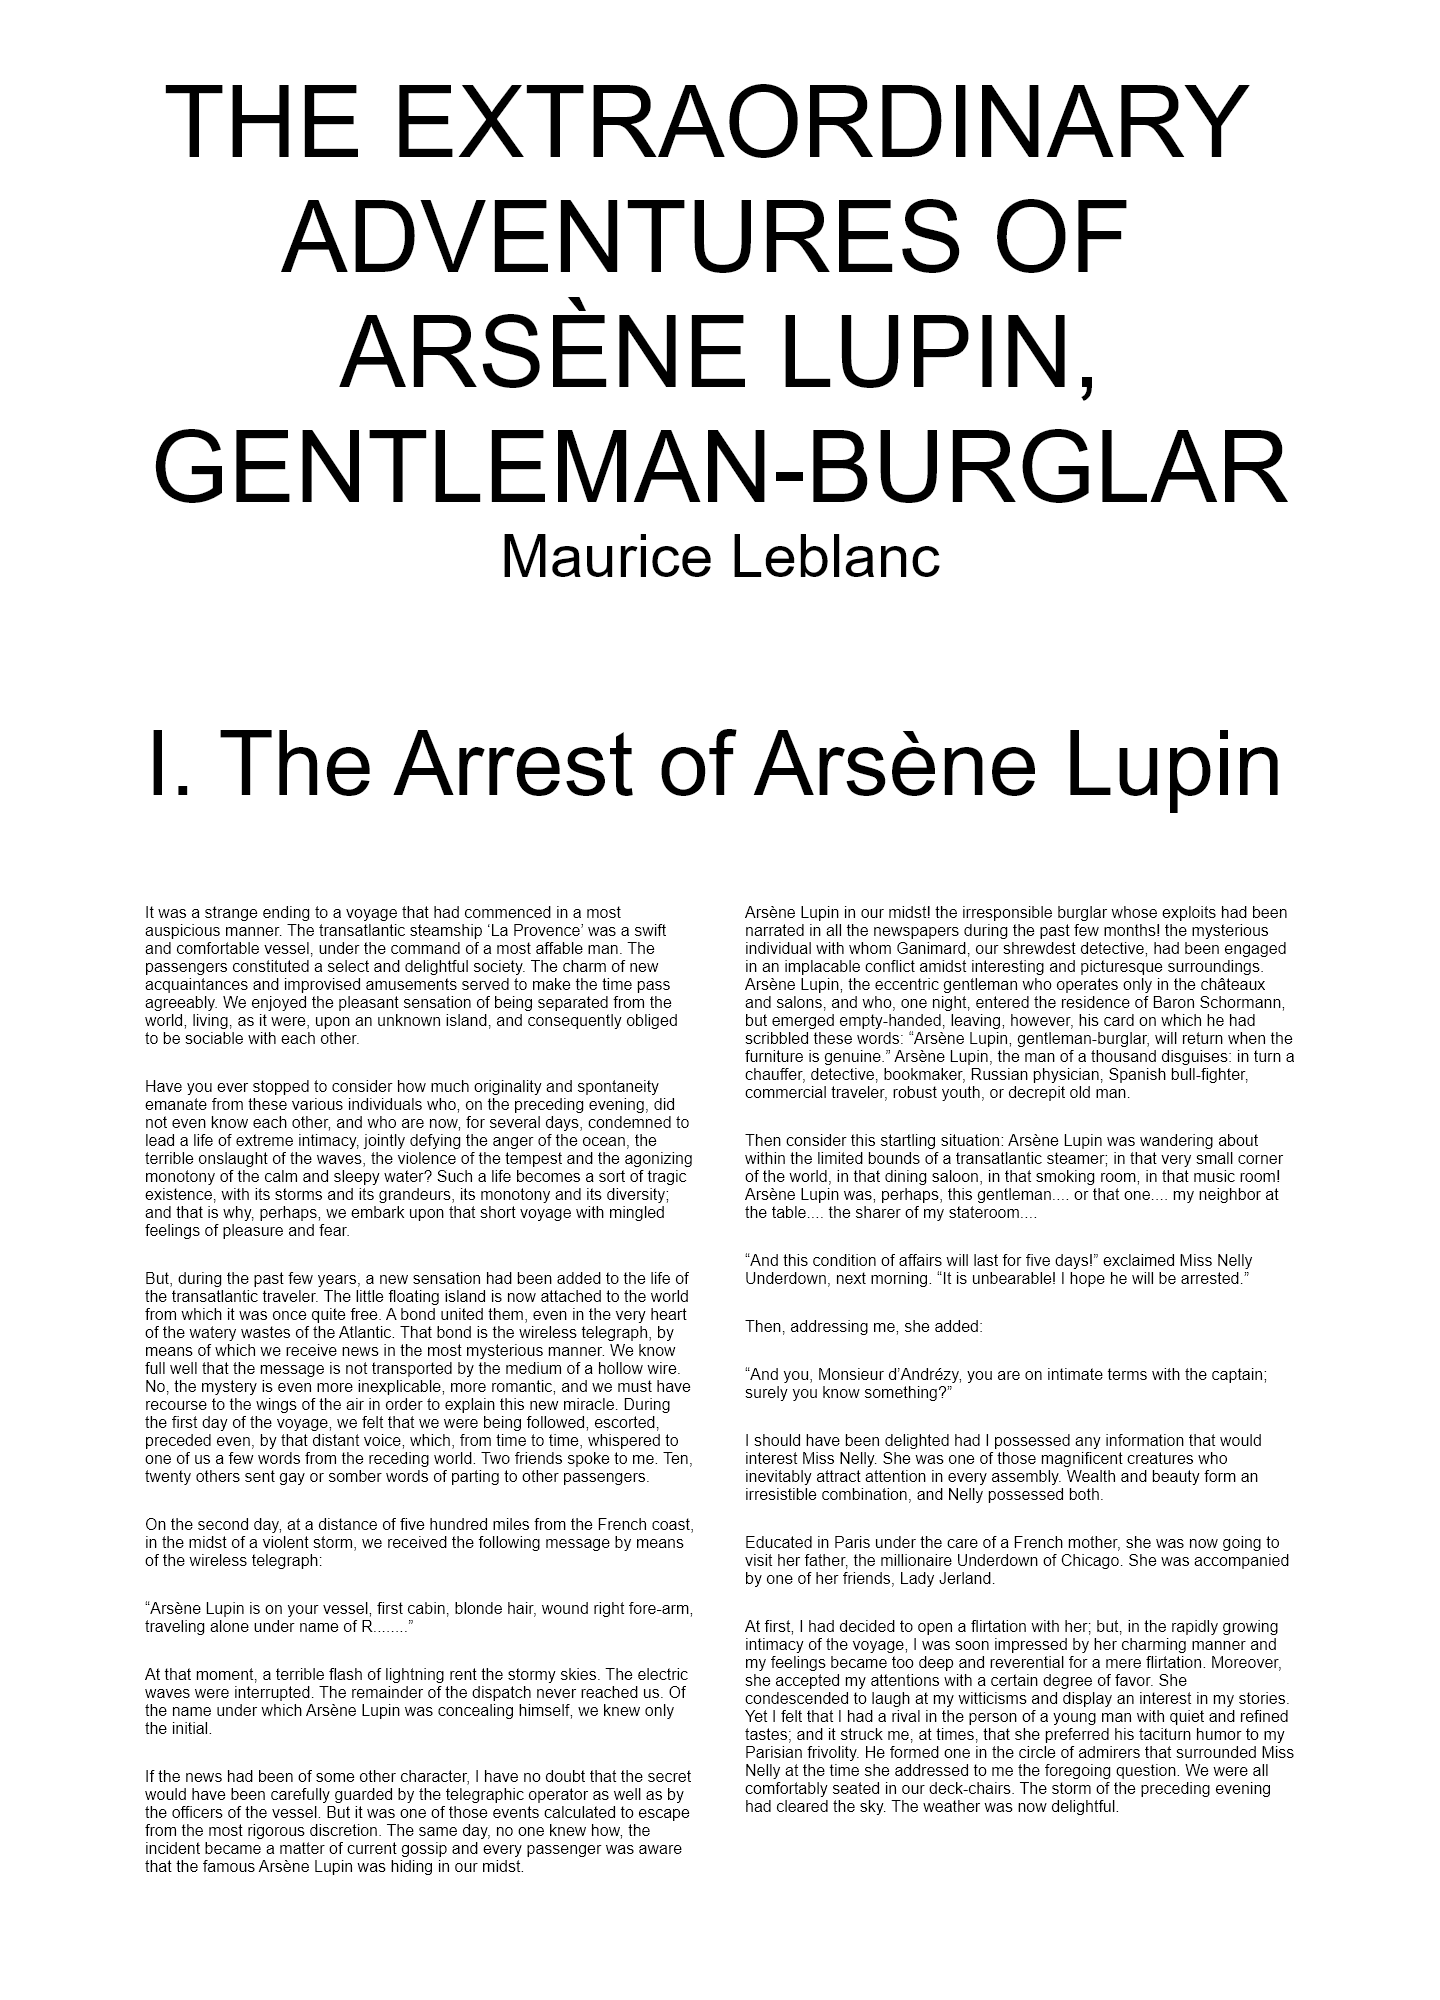 THE EXTRAORDINARY
ADVENTURES OF
ARSÈNE LUPIN,
GENTLEMAN-BURGLAR
Maurice Leblanc
I. The Arrest of Arsène Lupin
It was a strange ending to a voyage that had commenced in a most
auspicious manner. The transatlantic steamship ‘La Provence’ was a swift
and comfortable vessel, under the command of a most affable man. The
passengers constituted a select and delightful society. The charm of new
acquaintances and improvised amusements served to make the time pass
agreeably. We enjoyed the pleasant sensation of being separated from the
world, living, as it were, upon an unknown island, and consequently obliged
to be sociable with each other.
Have you ever stopped to consider how much originality and spontaneity
emanate from these various individuals who, on the preceding evening, did
not even know each other, and who are now, for several days, condemned to
lead a life of extreme intimacy, jointly defying the anger of the ocean, the
terrible onslaught of the waves, the violence of the tempest and the agonizing
monotony of the calm and sleepy water? Such a life becomes a sort of tragic
existence, with its storms and its grandeurs, its monotony and its diversity;
and that is why, perhaps, we embark upon that short voyage with mingled
feelings of pleasure and fear.
But, during the past few years, a new sensation had been added to the life of
the transatlantic traveler. The little floating island is now attached to the world
from which it was once quite free. A bond united them, even in the very heart
of the watery wastes of the Atlantic. That bond is the wireless telegraph, by
means of which we receive news in the most mysterious manner. We know
full well that the message is not transported by the medium of a hollow wire.
No, the mystery is even more inexplicable, more romantic, and we must have
recourse to the wings of the air in order to explain this new miracle. During
the first day of the voyage, we felt that we were being followed, escorted,
preceded even, by that distant voice, which, from time to time, whispered to
one of us a few words from the receding world. Two friends spoke to me. Ten,
twenty others sent gay or somber words of parting to other passengers.
On the second day, at a distance of five hundred miles from the French coast,
in the midst of a violent storm, we received the following message by means
of the wireless telegraph:
“Arsène Lupin is on your vessel, first cabin, blonde hair, wound right fore-arm,
traveling alone under name of R........”
At that moment, a terrible flash of lightning rent the stormy skies. The electric
waves were interrupted. The remainder of the dispatch never reached us. Of
the name under which Arsène Lupin was concealing himself, we knew only
the initial.
If the news had been of some other character, I have no doubt that the secret
would have been carefully guarded by the telegraphic operator as well as by
the officers of the vessel. But it was one of those events calculated to escape
from the most rigorous discretion. The same day, no one knew how, the
incident became a matter of current gossip and every passenger was aware
that the famous Arsène Lupin was hiding in our midst.
Arsène Lupin in our midst! the irresponsible burglar whose exploits had been
narrated in all the newspapers during the past few months! the mysterious
individual with whom Ganimard, our shrewdest detective, had been engaged
in an implacable conflict amidst interesting and picturesque surroundings.
Arsène Lupin, the eccentric gentleman who operates only in the châteaux
and salons, and who, one night, entered the residence of Baron Schormann,
but emerged empty-handed, leaving, however, his card on which he had
scribbled these words: “Arsène Lupin, gentleman-burglar, will return when the
furniture is genuine.” Arsène Lupin, the man of a thousand disguises: in turn a
chauffer, detective, bookmaker, Russian physician, Spanish bull-fighter,
commercial traveler, robust youth, or decrepit old man.
Then consider this startling situation: Arsène Lupin was wandering about
within the limited bounds of a transatlantic steamer; in that very small corner
of the world, in that dining saloon, in that smoking room, in that music room!
Arsène Lupin was, perhaps, this gentleman.... or that one.... my neighbor at
the table.... the sharer of my stateroom....
“And this condition of affairs will last for five days!” exclaimed Miss Nelly
Underdown, next morning. “It is unbearable! I hope he will be arrested.”
Then, addressing me, she added:
“And you, Monsieur d’Andrézy, you are on intimate terms with the captain;
surely you know something?”
I should have been delighted had I possessed any information that would
interest Miss Nelly. She was one of those magnificent creatures who
inevitably attract attention in every assembly. Wealth and beauty form an
irresistible combination, and Nelly possessed both.
Educated in Paris under the care of a French mother, she was now going to
visit her father, the millionaire Underdown of Chicago. She was accompanied
by one of her friends, Lady Jerland.
At first, I had decided to open a flirtation with her; but, in the rapidly growing
intimacy of the voyage, I was soon impressed by her charming manner and
my feelings became too deep and reverential for a mere flirtation. Moreover,
she accepted my attentions with a certain degree of favor. She
condescended to laugh at my witticisms and display an interest in my stories.
Yet I felt that I had a rival in the person of a young man with quiet and refined
tastes; and it struck me, at times, that she preferred his taciturn humor to my
Parisian frivolity. He formed one in the circle of admirers that surrounded Miss
Nelly at the time she addressed to me the foregoing question. We were all
comfortably seated in our deck-chairs. The storm of the preceding evening
had cleared the sky. The weather was now delightful.